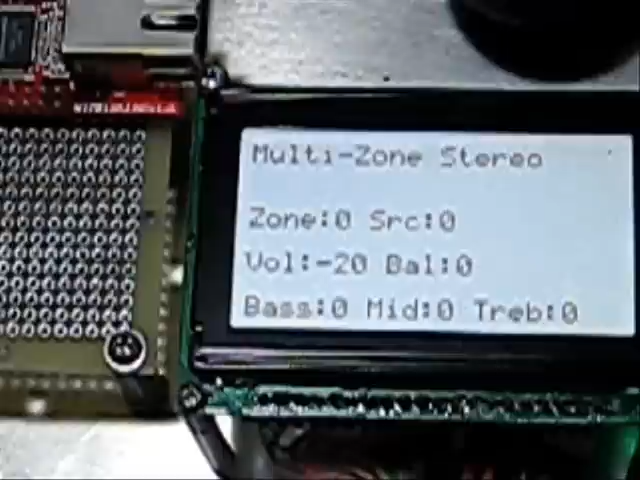 Multi-Zone Stereo
Zone:0 Src:0
Vol:-20 Bal:0
Bass:0 Mid:0 Treb:0